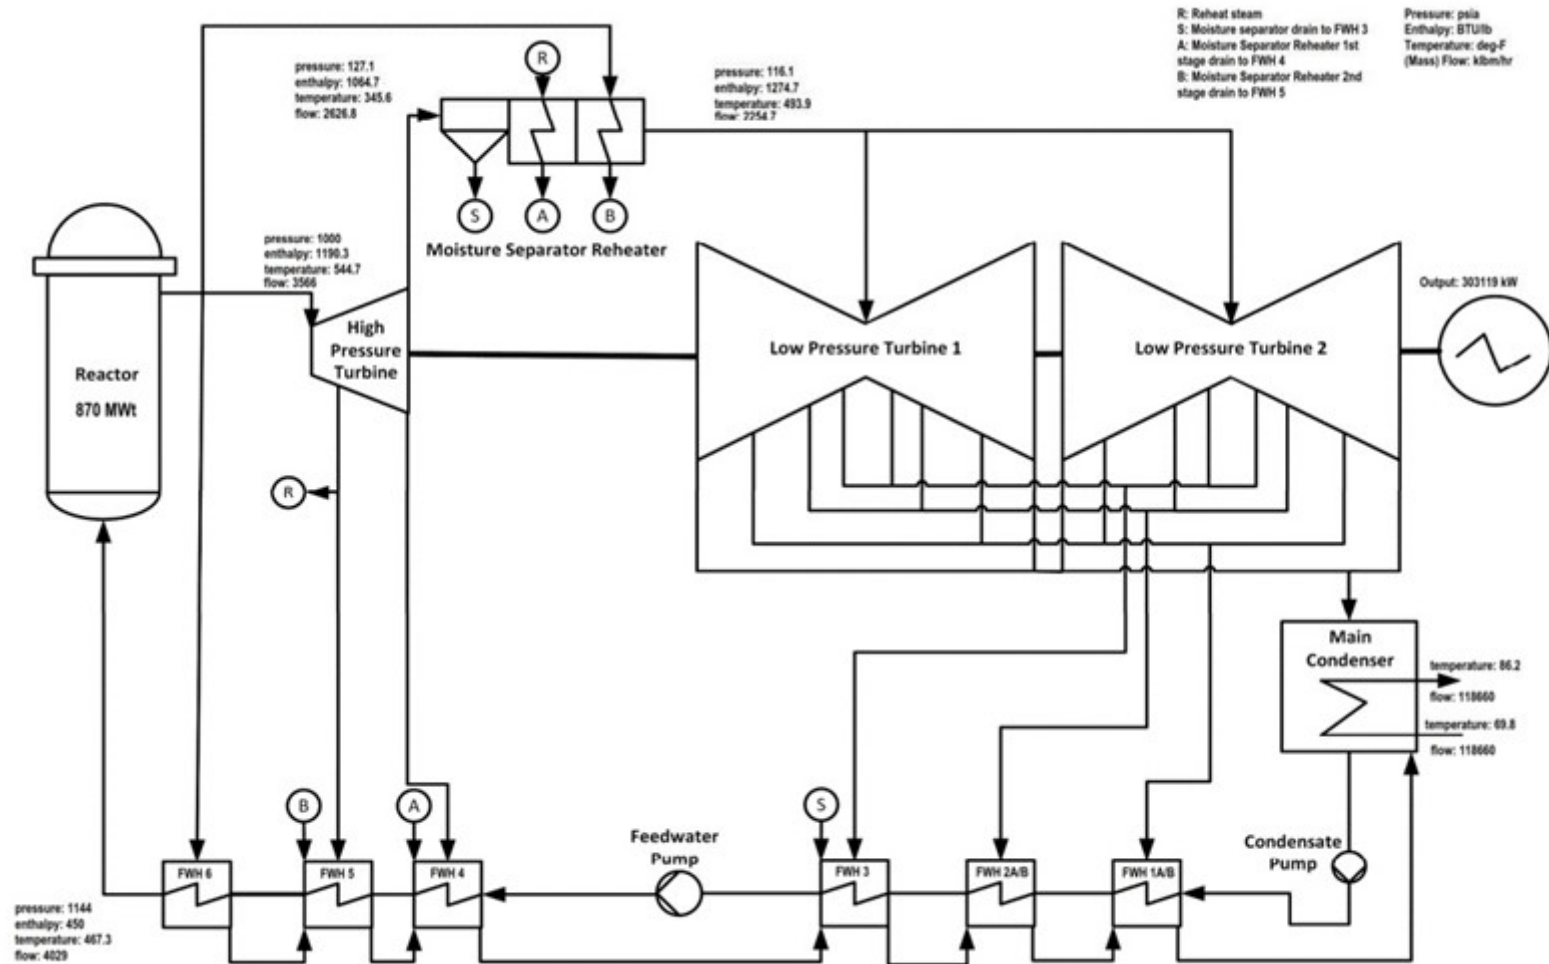 R: Reheat steam
S: Moisture separator drain to FWH 3
A: Moisture Separator Reheater 1st
stage drain to FWH 4
B: Moisture Separator Reheater 2nd
stage drain to FWH 5
Pressure: psia
Enthalpy: BTU/lb
Temperature: deg-F
(Mass) Flow: klbm/hr
pressure: 127.1
enthalpy: 1064.7
temperature: 345.6
flow: 2626.8
R
pressure: 116.1
enthalpy: 1274.7
temperature: 493.9
flow: 2254.7
S
A
B
Moisture Separator Reheater
pressure: 1000
enthalpy: 1190.3
temperature: 544.7
flow: 3566
Output: 303119 kW
High
Pressure
Turbine
Low Pressure Turbine 1
Low Pressure Turbine 2
Reactor
870 MWt
R
Main
Condenser
temperature: 86.2
flow: 118660
temperature: 69.8
flow: 118660
B
A
S
Feedwater
Pump
Condensate
Pump
FWH 6
FWH 5
FWH 4
FWH 3
FWH 2A/B
FWH 1A/B
pressure: 1144
enthalpy: 450
temperature: 467.3
flow: 4029